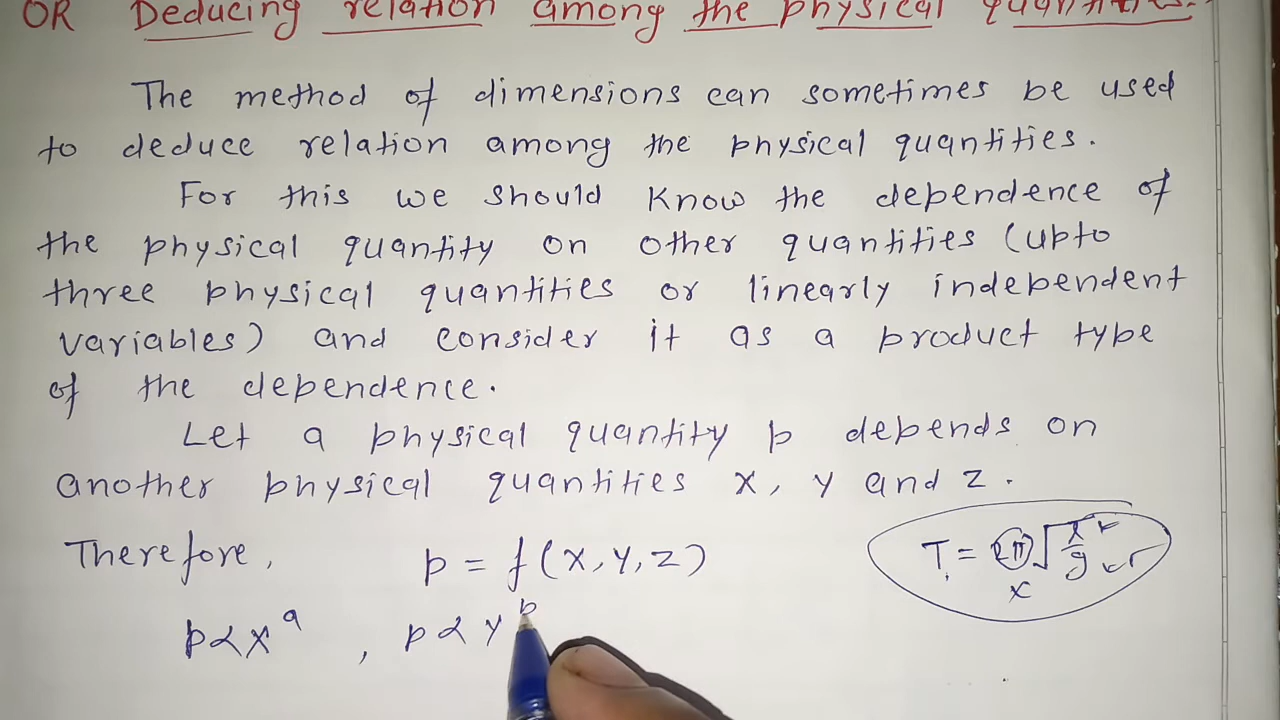 OR Deducing relation among the physical quantities.
The method of dimensions can sometimes be used
to deduce relation among the physical quantities.
For this we should know the dependence of
the physical quantity on other quantities (upto
three physical quantities or linearly independent
variables) and consider it as a product type
of the dependence.
Let a physical quantity p depends on
another physical quantities x, y and z.
Therefore, p = f(x, y, z)
T = 2π√l/g
x
p∝x^a, p∝y^b